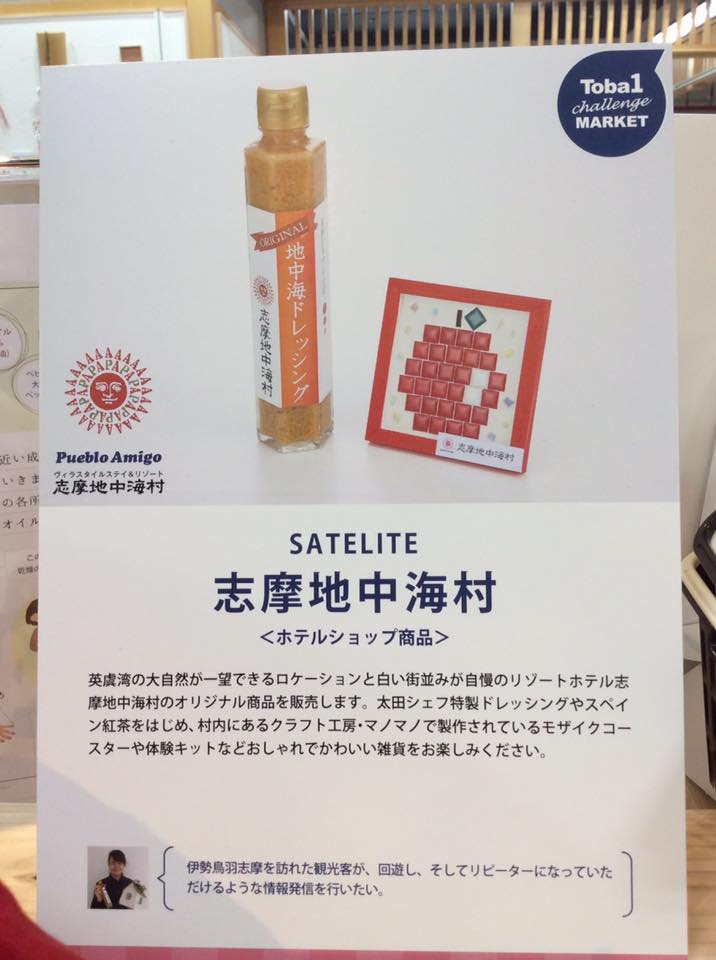 Toba1
challenge
MARKET
ORIGINAL
地中海ドレッシング
志摩地中海村
志摩地中海村
Pueblo Amigo
ヴィラスタイルステイ&リゾート
志摩地中海村
SATELITE
志摩地中海村
<ホテルショップ商品>
英虞湾の大自然が一望できるロケーションと白い街並みが自慢のリゾートホテル志
摩地中海村のオリジナル商品を販売します。太田シェフ特製ドレッシングやスペイ
ン紅茶をはじめ、村内にあるクラフト工房・マノマノで製作されているモザイクコー
スターや体験キットなどおしゃれでかわいい雑貨をお楽しみください。
伊勢鳥羽志摩を訪れた観光客が、回遊し、そしてリピーターになっていた
だけるような情報発信を行いたい。
近い成
いきま
の各所
オイル